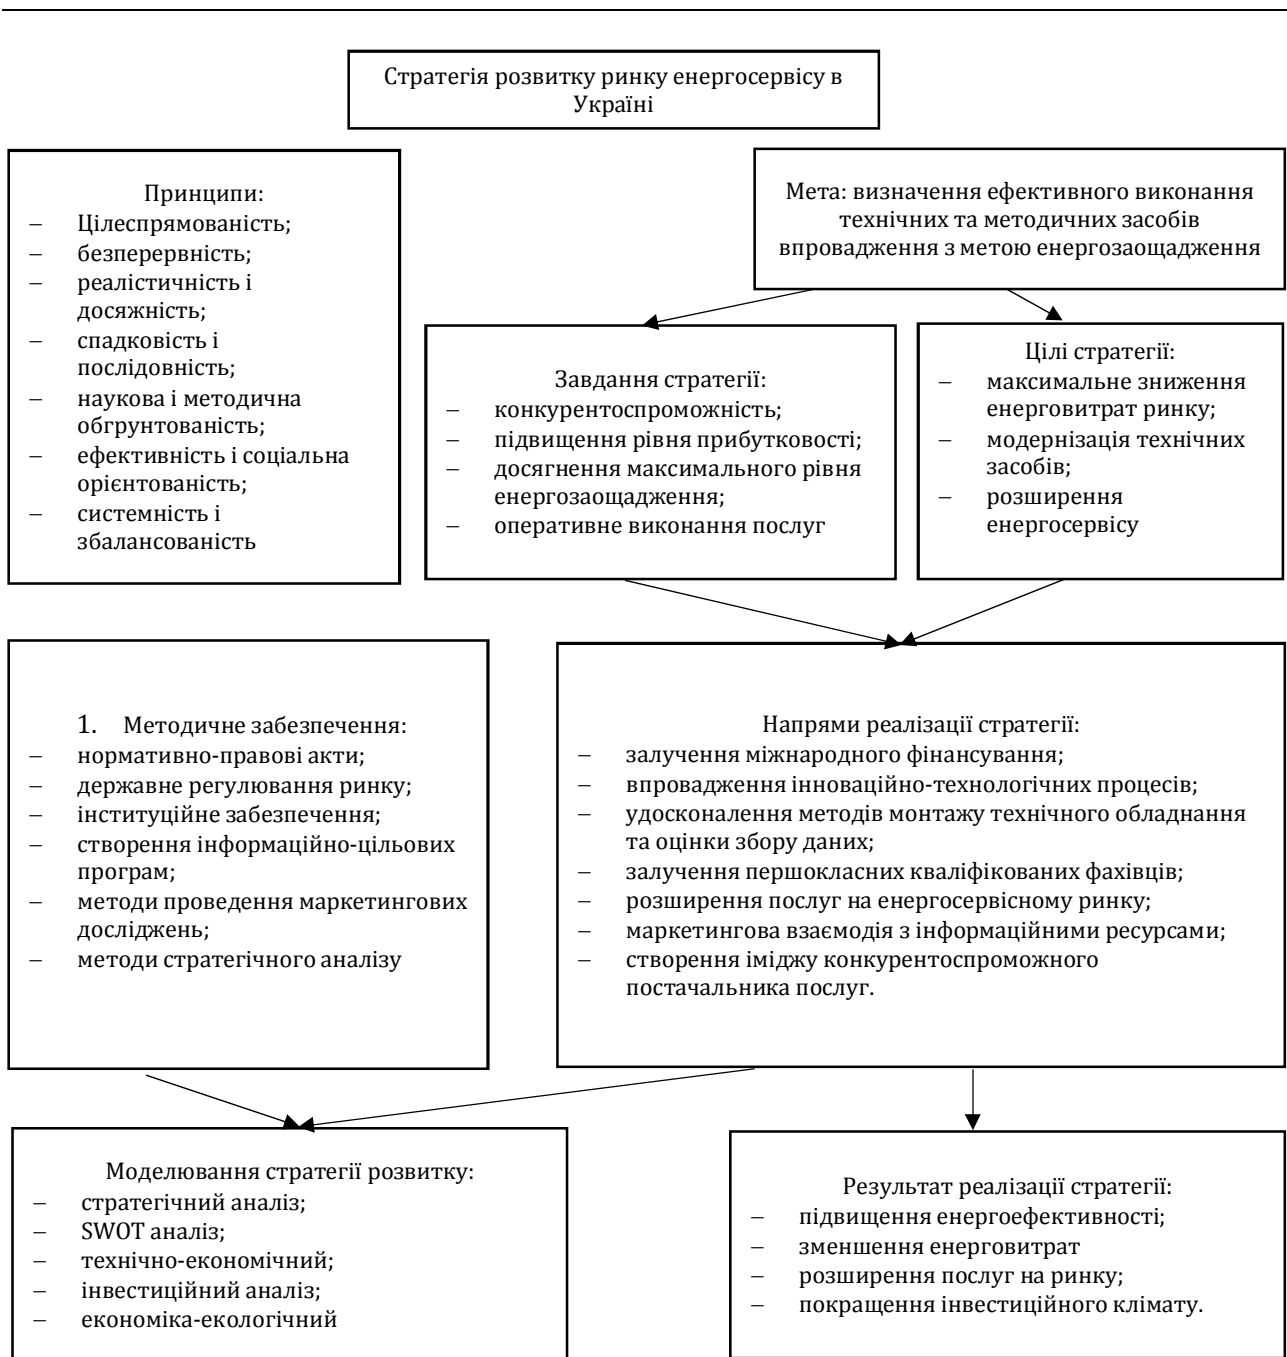 Стратегія розвитку ринку енергосервісу в
Україні
Принципи:
– Цілеспрямованість;
– безперервність;
– реалістичність і
досяжність;
– спадковість і
послідовність;
– наукова і методична
обгрунтованість;
– ефективність і соціальна
орієнтованість;
– системність і
збалансованість
Мета: визначення ефективного виконання
технічних та методичних засобів
впровадження з метою енергозаощадження
Завдання стратегії:
– конкурентоспроможність;
– підвищення рівня прибутковості;
– досягнення максимального рівня
енергозаощадження;
– оперативне виконання послуг
Цілі стратегії:
– максимальне зниження
енерговитрат ринку;
– модернізація технічних
засобів;
– розширення
енергосервісу
1. Методичне забезпечення:
– нормативно-правові акти;
– державне регулювання ринку;
– інституційне забезпечення;
– створення інформаційно-цільових
програм;
– методи проведення маркетингових
досліджень;
– методи стратегічного аналізу
Напрями реалізації стратегії:
– залучення міжнародного фінансування;
– впровадження інноваційно-технологічних процесів;
– удосконалення методів монтажу технічного обладнання
та оцінки збору даних;
– залучення першокласних кваліфікованих фахівців;
– розширення послуг на енергосервісному ринку;
– маркетингова взаємодія з інформаційними ресурсами;
– створення іміджу конкурентоспроможного
постачальника послуг.
Моделювання стратегії розвитку:
– стратегічний аналіз;
– SWOT аналіз;
– технічно-економічний;
– інвестиційний аналіз;
– економіка-екологічний
Результат реалізації стратегії:
– підвищення енергоефективності;
– зменшення енерговитрат
– розширення послуг на ринку;
– покращення інвестиційного клімату.